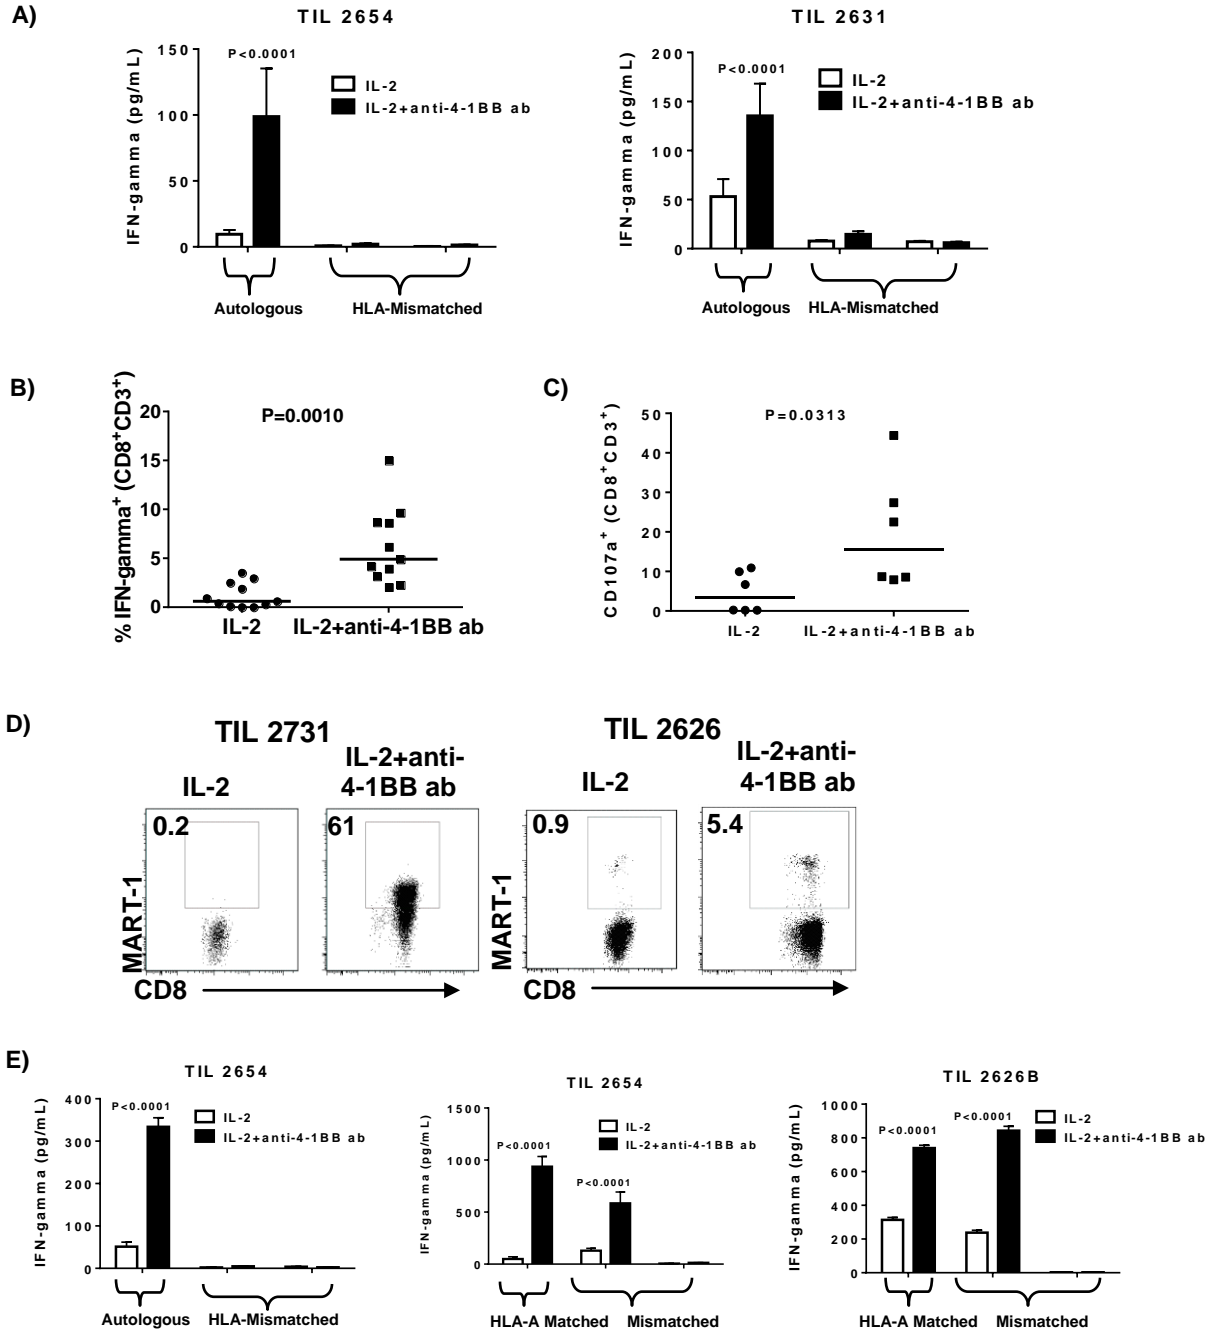 A)
TIL 2654
IFN-gamma (pg/mL)
150
100
50
0
P<0.0001
IL-2
IL-2+anti-4-1BB ab
Autologous
HLA-Mismatched
TIL 2631
IFN-gamma (pg/mL)
200
150
100
50
0
P<0.0001
IL-2
IL-2+anti-4-1BB ab
Autologous
HLA-Mismatched
B)
% IFN-gamma+ (CD8+CD3+)
20
15
10
5
0
P=0.0010
IL-2
IL-2+anti-4-1BB ab
C)
CD107a+ (CD8+CD3+)
50
40
30
20
10
0
P=0.0313
IL-2
IL-2+anti-4-1BB ab
D)
TIL 2731
IL-2
IL-2+anti-
4-1BB ab
0.2
61
MART-1
CD8
TIL 2626
IL-2
IL-2+anti-
4-1BB ab
0.9
5.4
MART-1
CD8
E)
TIL 2654
IFN-gamma (pg/mL)
400
300
200
100
0
P<0.0001
IL-2
IL-2+anti-4-1BB ab
Autologous
HLA-Mismatched
TIL 2654
IFN-gamma (pg/mL)
1500
1000
500
0
P<0.0001
P<0.0001
IL-2
IL-2+anti-4-1BB ab
HLA-A Matched
Mismatched
TIL 2626B
IFN-gamma (pg/mL)
1000
800
600
400
200
0
P<0.0001
P<0.0001
IL-2
IL-2+anti-4-1BB ab
HLA-A Matched
Mismatched